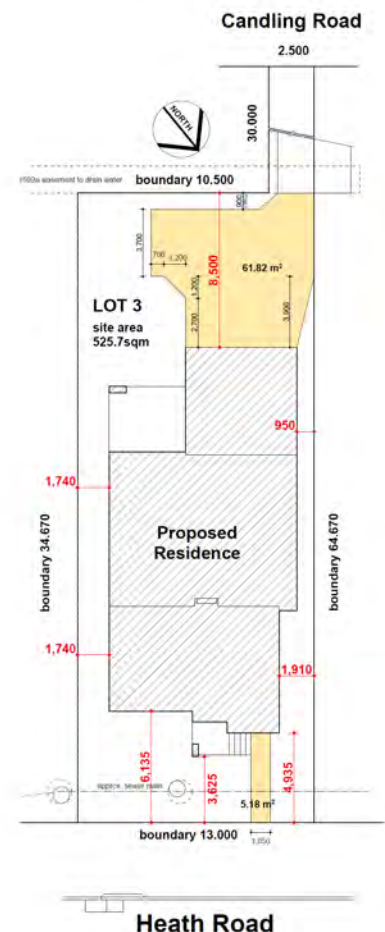 Candling Road
2.500
NORTH
30.000
boundary 10.500
900
3,700
700
1,200
8,500
61.82 m²
1,200
2,700
3,900
LOT 3
site area
525.7sqm
950
1,740
Proposed
Residence
boundary 34.670
boundary 64.670
1,740
1,910
6,135
3,625
4,935
approx. sewer main
5.18 m²
1,050
boundary 13.000
Heath Road